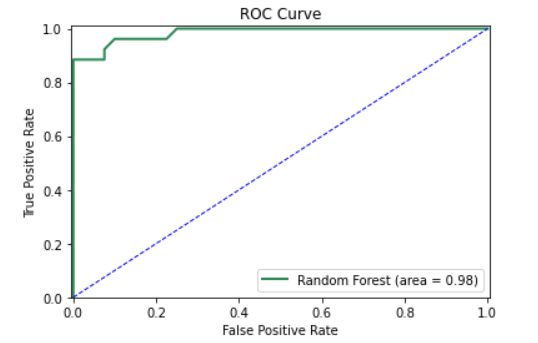 ROC Curve
True Positive Rate
1.0
0.8
0.6
0.4
0.2
0.0
Random Forest (area = 0.98)
0.0 0.2 0.4 0.6 0.8 1.0
False Positive Rate